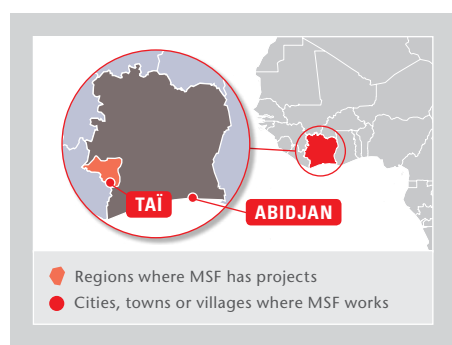 TAÏ
ABIDJAN
Regions where MSF has projects
Cities, towns or villages where MSF works